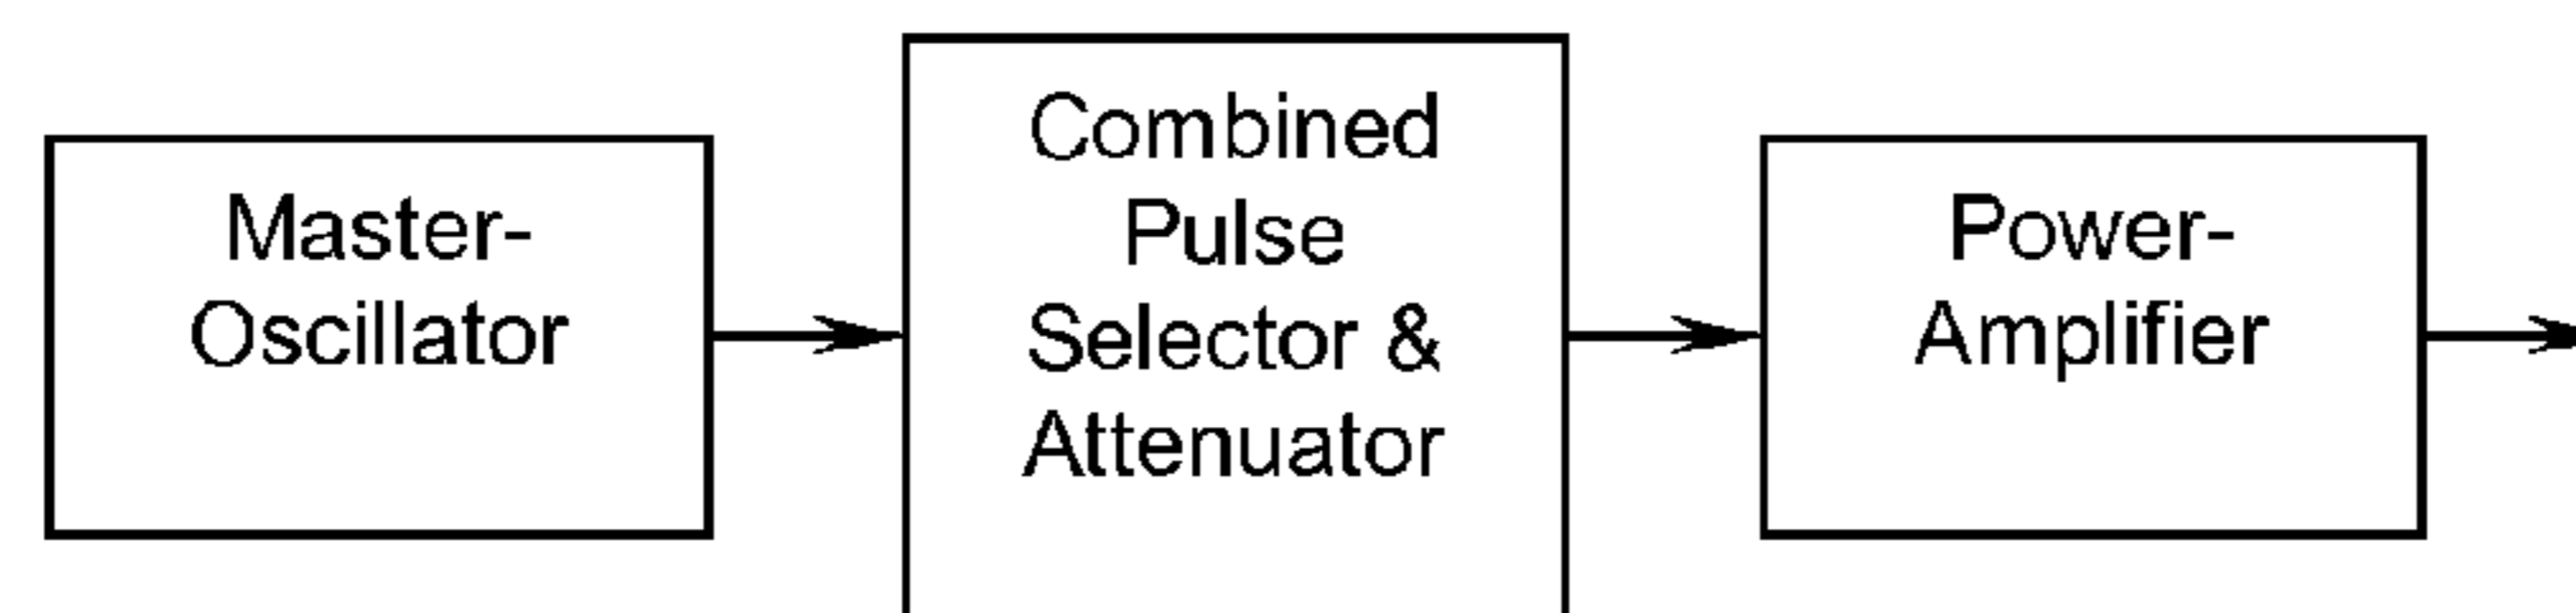 Master-
Oscillator
Combined
Pulse
Selector &
Attenuator
Power-
Amplifier